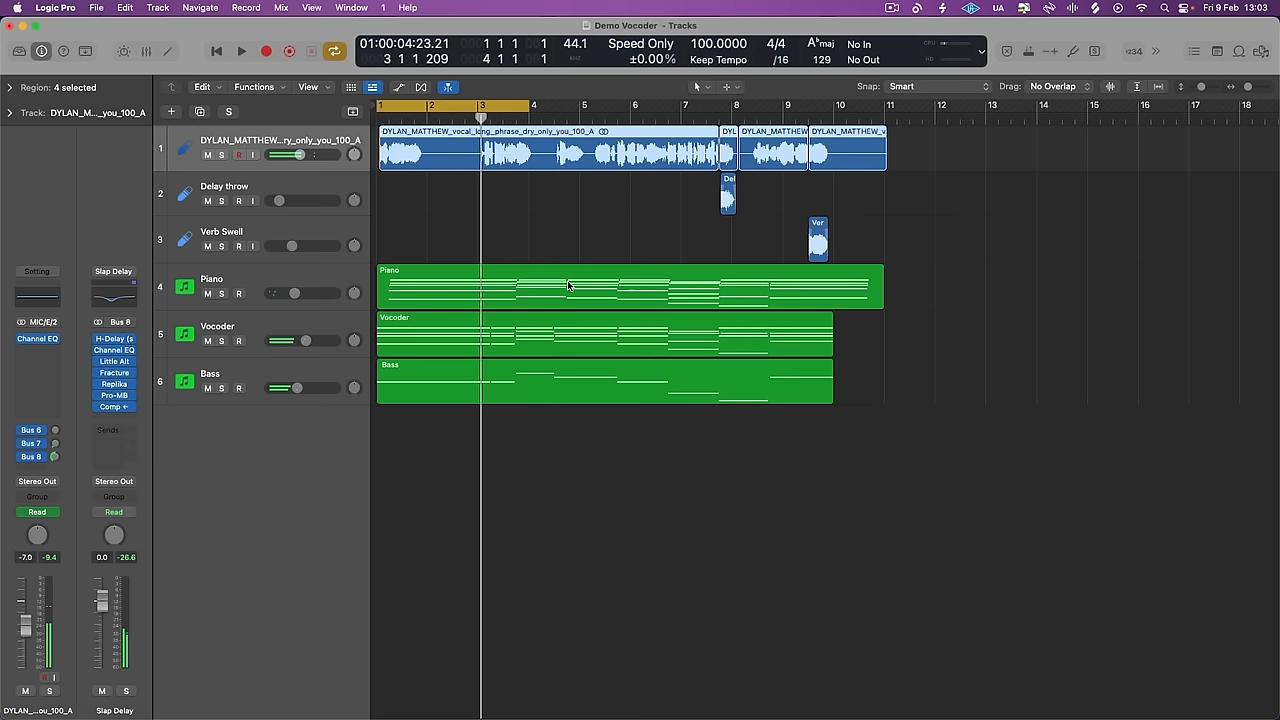 Logic Pro File Edit Track Navigate Record Mix View Window 1 Help UA Fri 9 Feb 13:03
Demo Vocoder - Tracks
01:00:04:23.21 1 1 1 1 44.1 Speed Only 100.0000 4/4 A♭maj No In CPU
3 1 1 209 4 1 1 1 kHz ±0.00% Keep Tempo /16 129 No Out HD
1234
Region: 4 selected Edit Functions View Snap: Smart Drag: No Overlap
Track: DYLAN_M..._you_100_A S 1 2 3 4 5 6 7 8 9 10 11 12 13 14 15 16 17 18
DYLAN_MATTHEW_vocal_long_phrase_dry_only_you_100_A DYL DYLAN_MATTHEW DYLAN_MATTHEW_v
1 DYLAN_MATTHEW...ry_only_you_100_A
M S R I
2 Delay throw Del
M S R I
3 Verb Swell Ver
M S R I
4 Piano Piano
M S R
5 Vocoder Vocoder
M S R
6 Bass Bass
M S R
Setting Slap Delay
MIC/E/2 Bus 8
Channel EQ H-Delay (s
Channel EQ
Little Alt
Fracture
Replika
Pro-MB
Comp
Bus 6 Sends
Bus 7
Bus 8
Stereo Out Stereo Out
Group Group
Read Read
-7.0 -9.4 0.0 -26.6
R I
M S M S
DYLAN_...ou_100_A Slap Delay